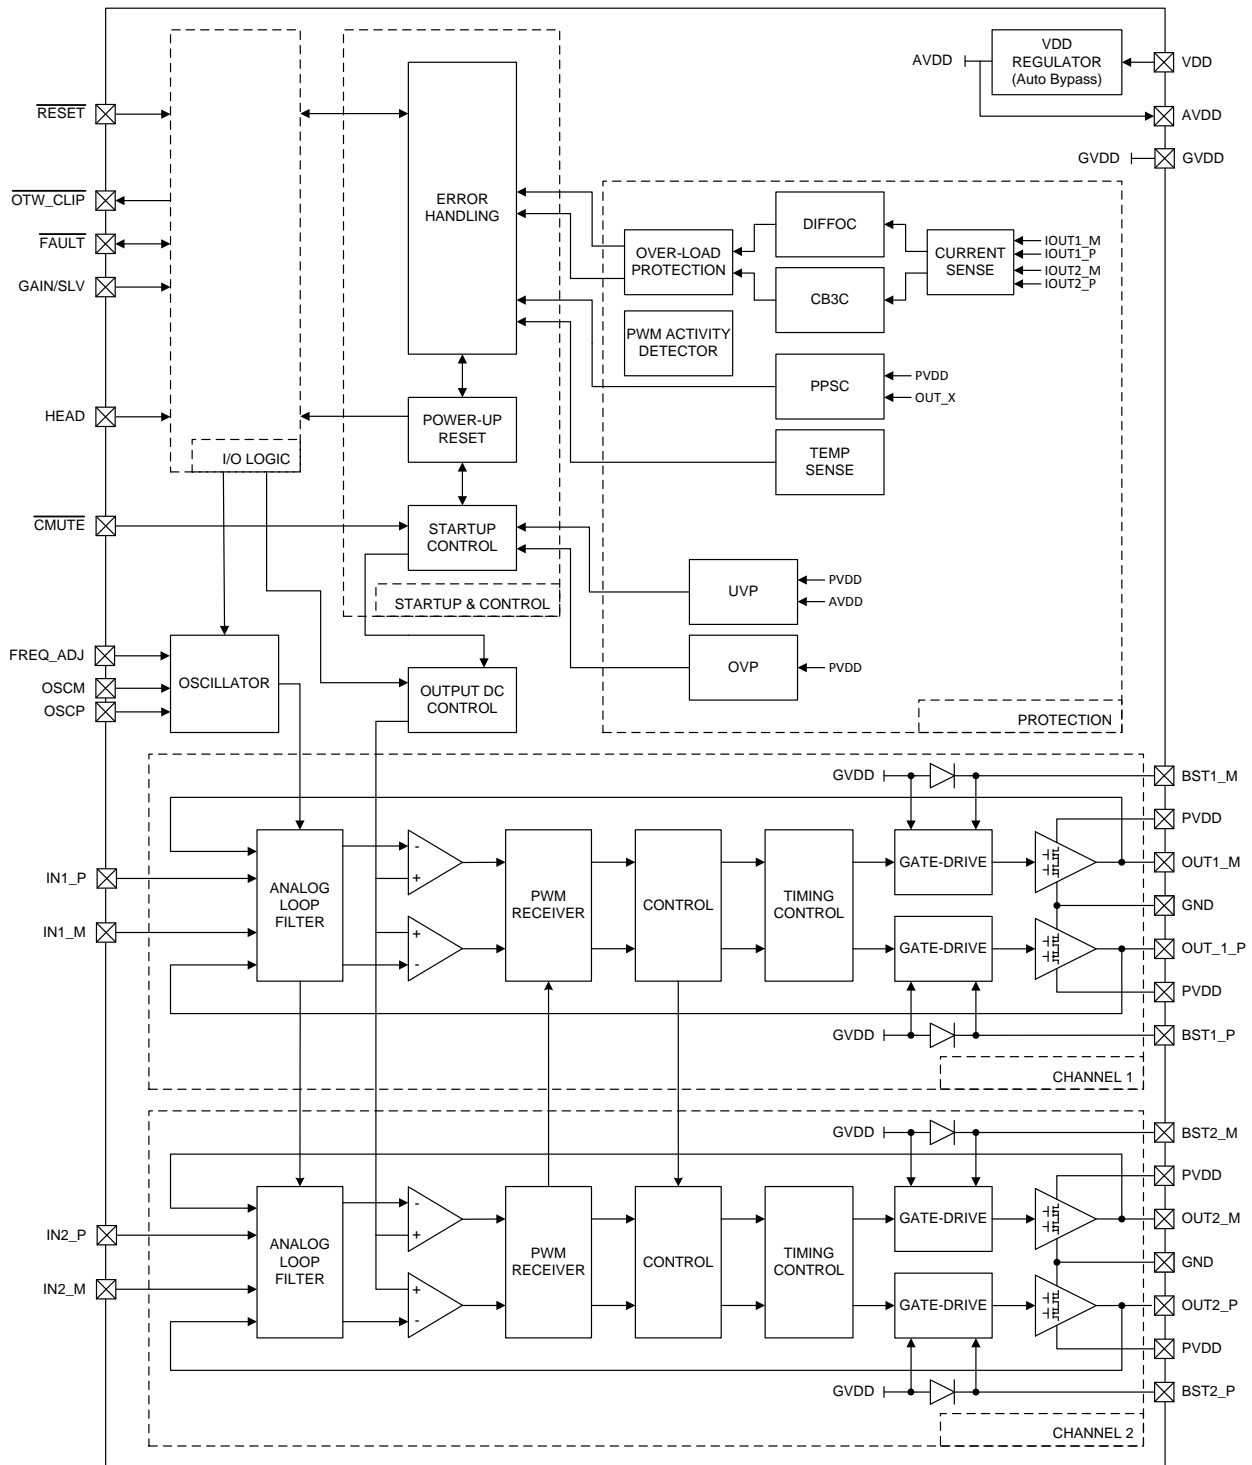 VDD
REGULATOR
(Auto Bypass)
AVDD
VDD
AVDD
GVDD
GVDD
RESET
OTW_CLIP
FAULT
GAIN/SLV
HEAD
I/O LOGIC
ERROR
HANDLING
POWER-UP
RESET
CMUTE
STARTUP
CONTROL
STARTUP & CONTROL
OVER-LOAD
PROTECTION
DIFFOC
CB3C
CURRENT
SENSE
IOUT1_M
IOUT1_P
IOUT2_M
IOUT2_P
PWM ACTIVITY
DETECTOR
PPSC
PVDD
OUT_X
TEMP
SENSE
UVP
PVDD
AVDD
OVP
PVDD
PROTECTION
FREQ_ADJ
OSCM
OSCP
OSCILLATOR
OUTPUT DC
CONTROL
GVDD
BST1_M
PVDD
IN1_P
IN1_M
ANALOG
LOOP
FILTER
-
+
+
-
PWM
RECEIVER
CONTROL
TIMING
CONTROL
GATE-DRIVE
GATE-DRIVE
OUT1_M
GND
OUT_1_P
PVDD
GVDD
BST1_P
CHANNEL 1
GVDD
BST2_M
PVDD
IN2_P
IN2_M
ANALOG
LOOP
FILTER
-
+
+
-
PWM
RECEIVER
CONTROL
TIMING
CONTROL
GATE-DRIVE
GATE-DRIVE
OUT2_M
GND
OUT2_P
PVDD
GVDD
BST2_P
CHANNEL 2